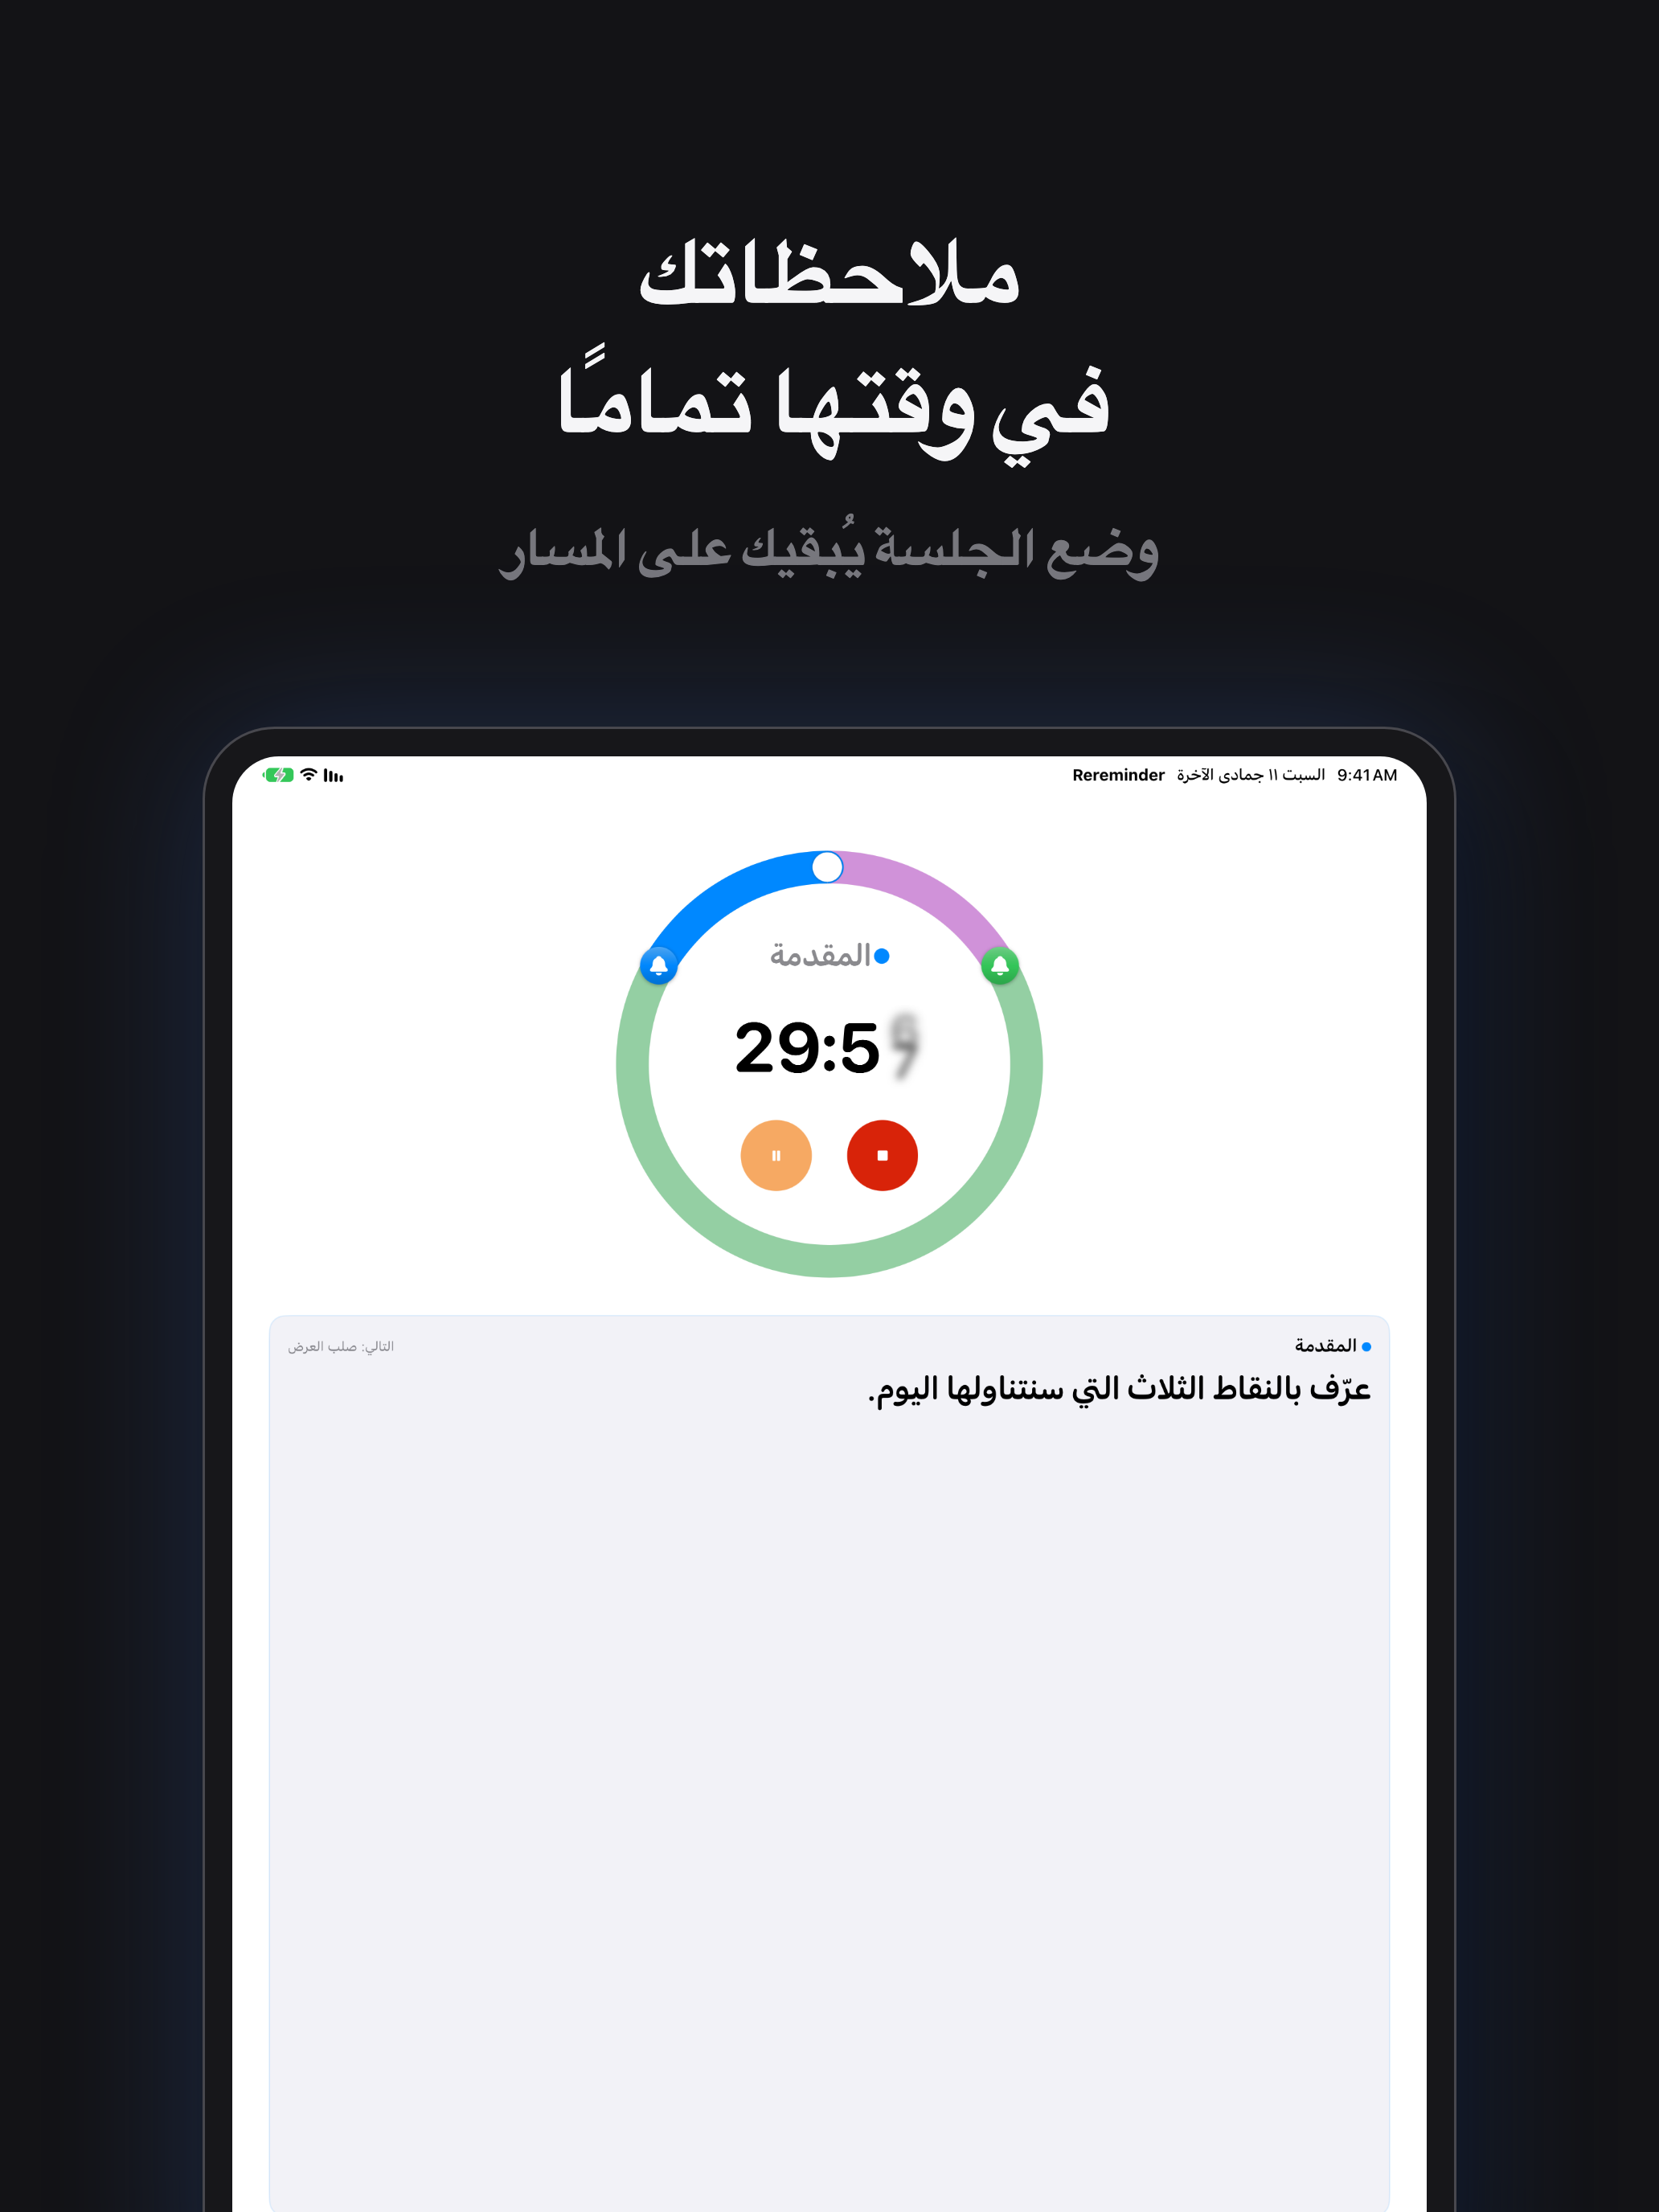 ملاحظاتك
في وقتها تمامًا
وضع الجلسة يُبقيك على المسار
9:41 AM السبت ١١ جمادى الآخرة Rereminder
المقدمة
29:5
المقدمة
التالي: صلب العرض
عرّف بالنقاط الثلاث التي سنتناولها اليوم.